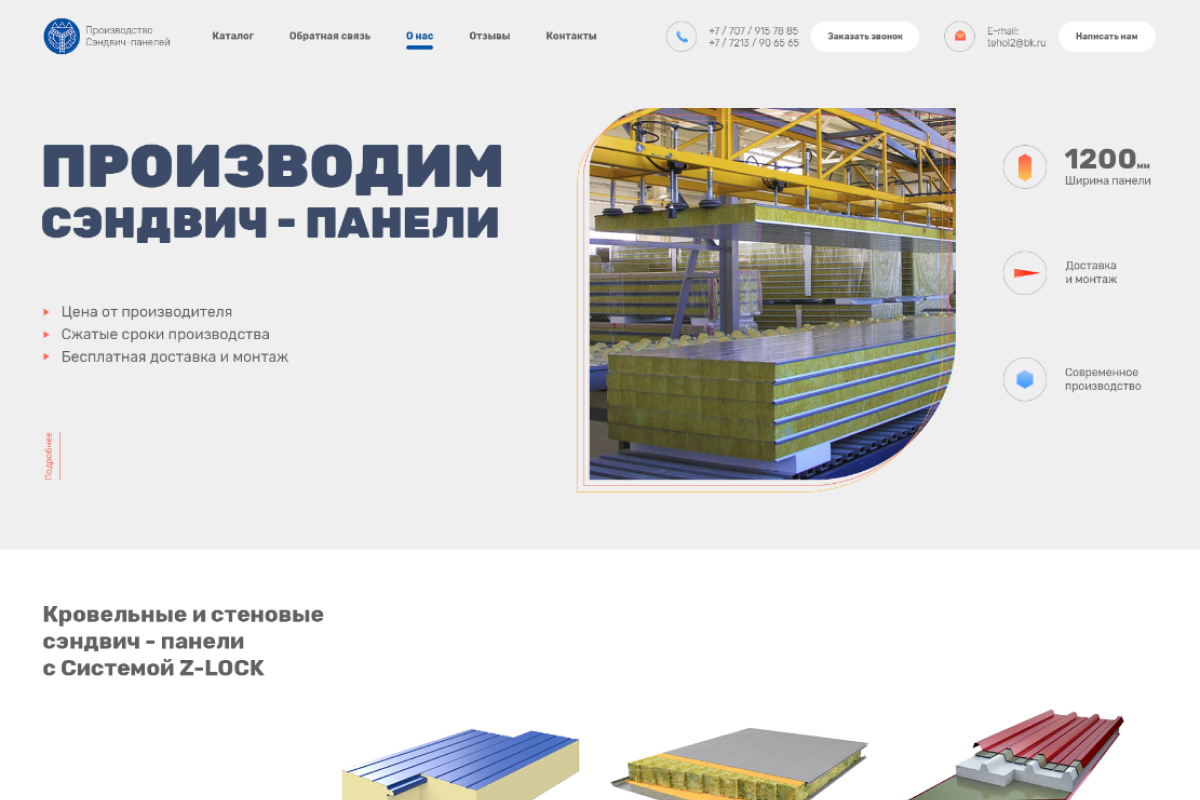 Производство
Сэндвич-панелей
Каталог
Обратная связь
О нас
Отзывы
Контакты
+7 / 707 / 915 78 85
+7 / 7213 / 90 65 65
Заказать звонок
E-mail:
tehol2@bk.ru
Написать нам
ПРОИЗВОДИМ
СЭНДВИЧ - ПАНЕЛИ
Цена от производителя
Сжатые сроки производства
Бесплатная доставка и монтаж
Подробнее
1200мм
Ширина панели
Доставка
и монтаж
Современное
производство
Кровельные и стеновые
сэндвич - панели
с Системой Z-LOCK